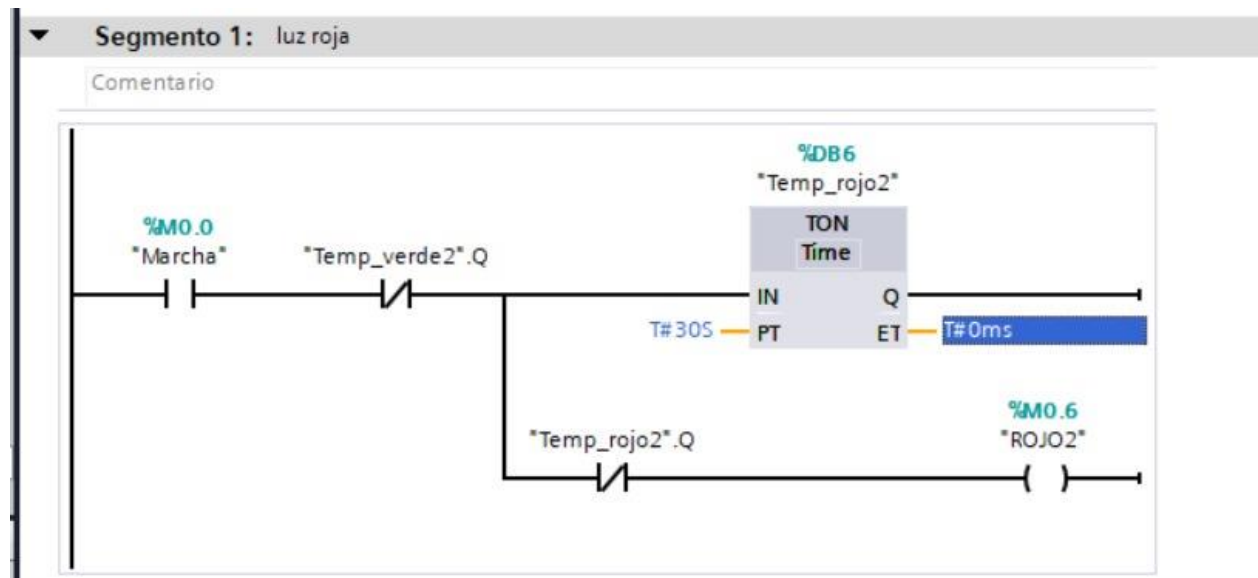 Segmento 1: luz roja
Comentario
%DB6
"Temp_rojo2"
TON
Time
%M0.0
"Marcha"
"Temp_verde2".Q
IN
Q
T#30S
PT
ET
T#0ms
%M0.6
"ROJO2"
"Temp_rojo2".Q